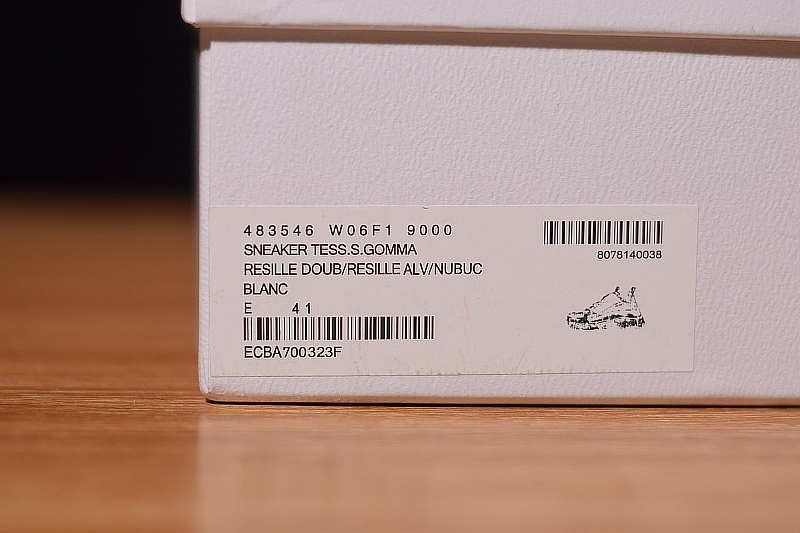 483546 W06F1 9000
SNEAKER TESS.S.GOMMA
RESILLE DOUB/RESILLE ALV/NUBUC
BLANC
E 41
ECBA700323F
8078140038